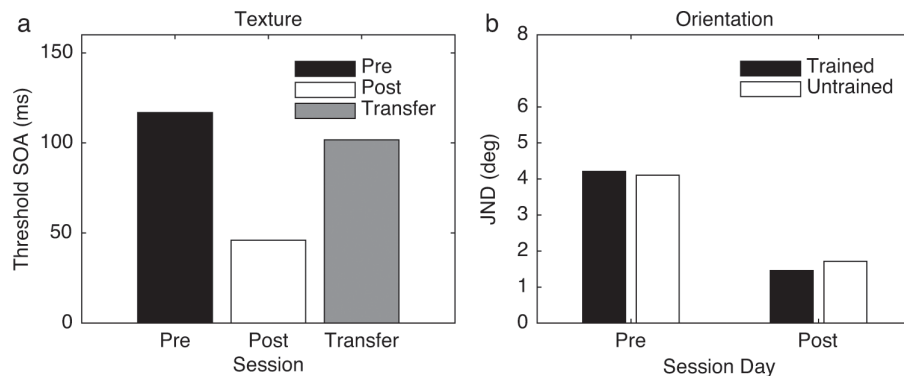 a
Texture
Threshold SOA (ms)
150
100
50
0
Pre
Post
Transfer
Pre
Post
Transfer
Session
b
Orientation
JND (deg)
8
7
6
5
4
3
2
1
0
Trained
Untrained
Pre
Post
Session Day